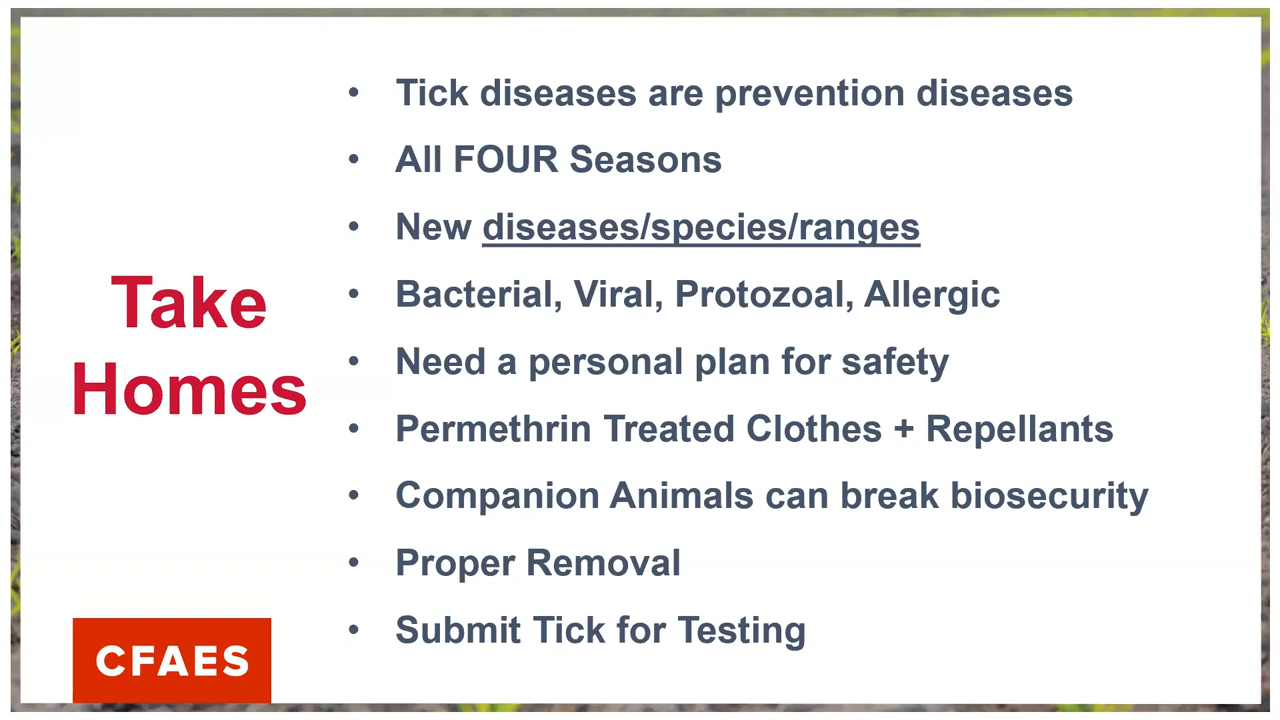 Take
Homes
• Tick diseases are prevention diseases
• All FOUR Seasons
• New diseases/species/ranges
• Bacterial, Viral, Protozoal, Allergic
• Need a personal plan for safety
• Permethrin Treated Clothes + Repellants
• Companion Animals can break biosecurity
• Proper Removal
• Submit Tick for Testing
CFAES